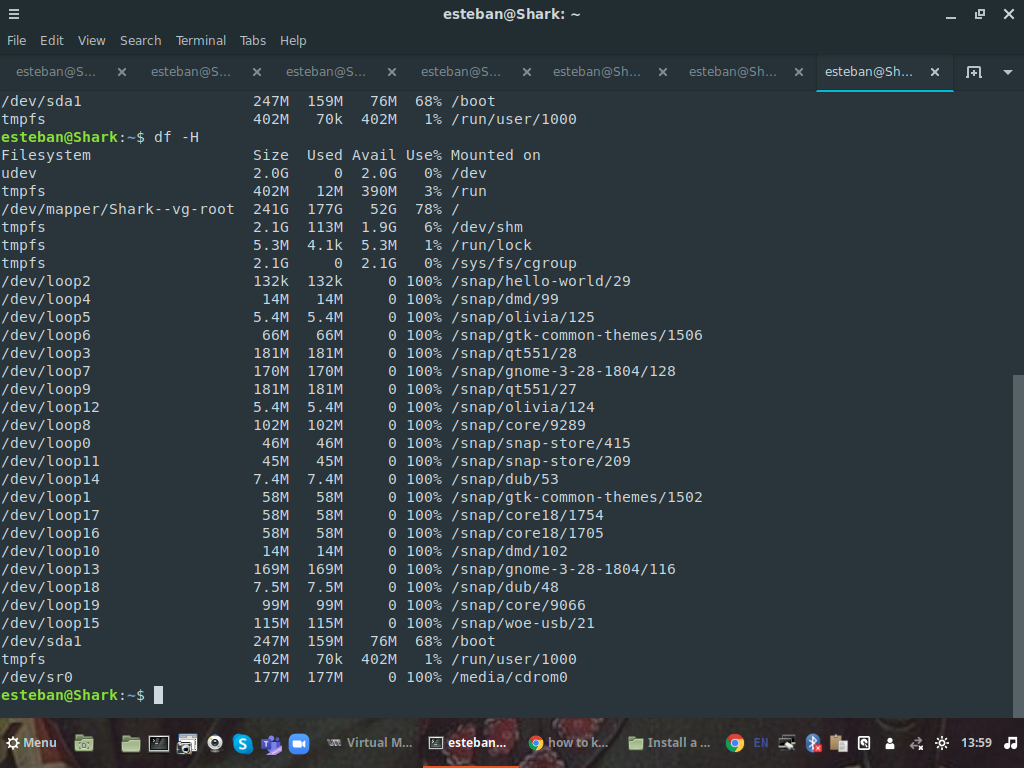 esteban@Shark: ~
File Edit View Search Terminal Tabs Help
esteban@S... esteban@S... esteban@S... esteban@S... esteban@Sh... esteban@Sh... esteban@Sh...
/dev/sda1 247M 159M 76M 68% /boot
tmpfs 402M 70k 402M 1% /run/user/1000
esteban@Shark:~$ df -H
Filesystem Size Used Avail Use% Mounted on
udev 2.0G 0 2.0G 0% /dev
tmpfs 402M 12M 390M 3% /run
/dev/mapper/Shark--vg-root 241G 177G 52G 78% /
tmpfs 2.1G 113M 1.9G 6% /dev/shm
tmpfs 5.3M 4.1k 5.3M 1% /run/lock
tmpfs 2.1G 0 2.1G 0% /sys/fs/cgroup
/dev/loop2 132k 132k 0 100% /snap/hello-world/29
/dev/loop4 14M 14M 0 100% /snap/dmd/99
/dev/loop5 5.4M 5.4M 0 100% /snap/olivia/125
/dev/loop6 66M 66M 0 100% /snap/gtk-common-themes/1506
/dev/loop3 181M 181M 0 100% /snap/qt551/28
/dev/loop7 170M 170M 0 100% /snap/gnome-3-28-1804/128
/dev/loop9 181M 181M 0 100% /snap/qt551/27
/dev/loop12 5.4M 5.4M 0 100% /snap/olivia/124
/dev/loop8 102M 102M 0 100% /snap/core/9289
/dev/loop0 46M 46M 0 100% /snap/snap-store/415
/dev/loop11 45M 45M 0 100% /snap/snap-store/209
/dev/loop14 7.4M 7.4M 0 100% /snap/dub/53
/dev/loop1 58M 58M 0 100% /snap/gtk-common-themes/1502
/dev/loop17 58M 58M 0 100% /snap/core18/1754
/dev/loop16 58M 58M 0 100% /snap/core18/1705
/dev/loop10 14M 14M 0 100% /snap/dmd/102
/dev/loop13 169M 169M 0 100% /snap/gnome-3-28-1804/116
/dev/loop18 7.5M 7.5M 0 100% /snap/dub/48
/dev/loop19 99M 99M 0 100% /snap/core/9066
/dev/loop15 115M 115M 0 100% /snap/woe-usb/21
/dev/sda1 247M 159M 76M 68% /boot
tmpfs 402M 70k 402M 1% /run/user/1000
/dev/sr0 177M 177M 0 100% /media/cdrom0
esteban@Shark:~$
Menu Virtual M... esteban... how to k... Install a ... EN 13:59